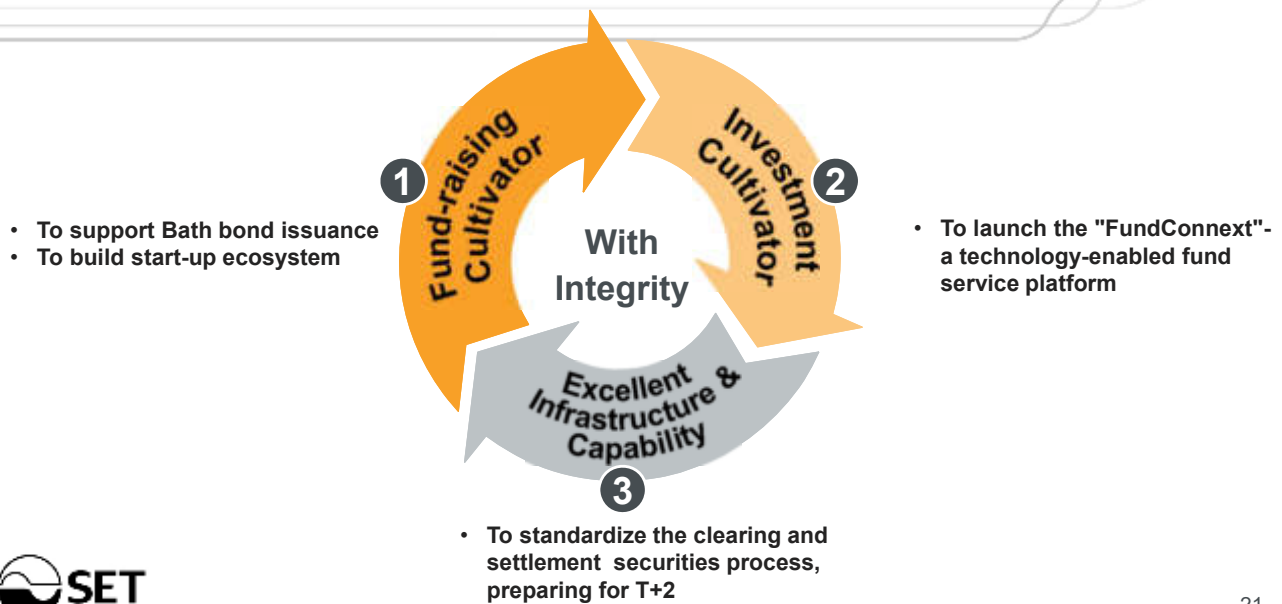 1
Fund-raising
Cultivator
• To support Bath bond issuance
• To build start-up ecosystem
With
Integrity
2
Investment
Cultivator
• To launch the "FundConnext"-
a technology-enabled fund
service platform
Excellent
Infrastructure &
Capability
3
• To standardize the clearing and
settlement securities process,
preparing for T+2
SET
21